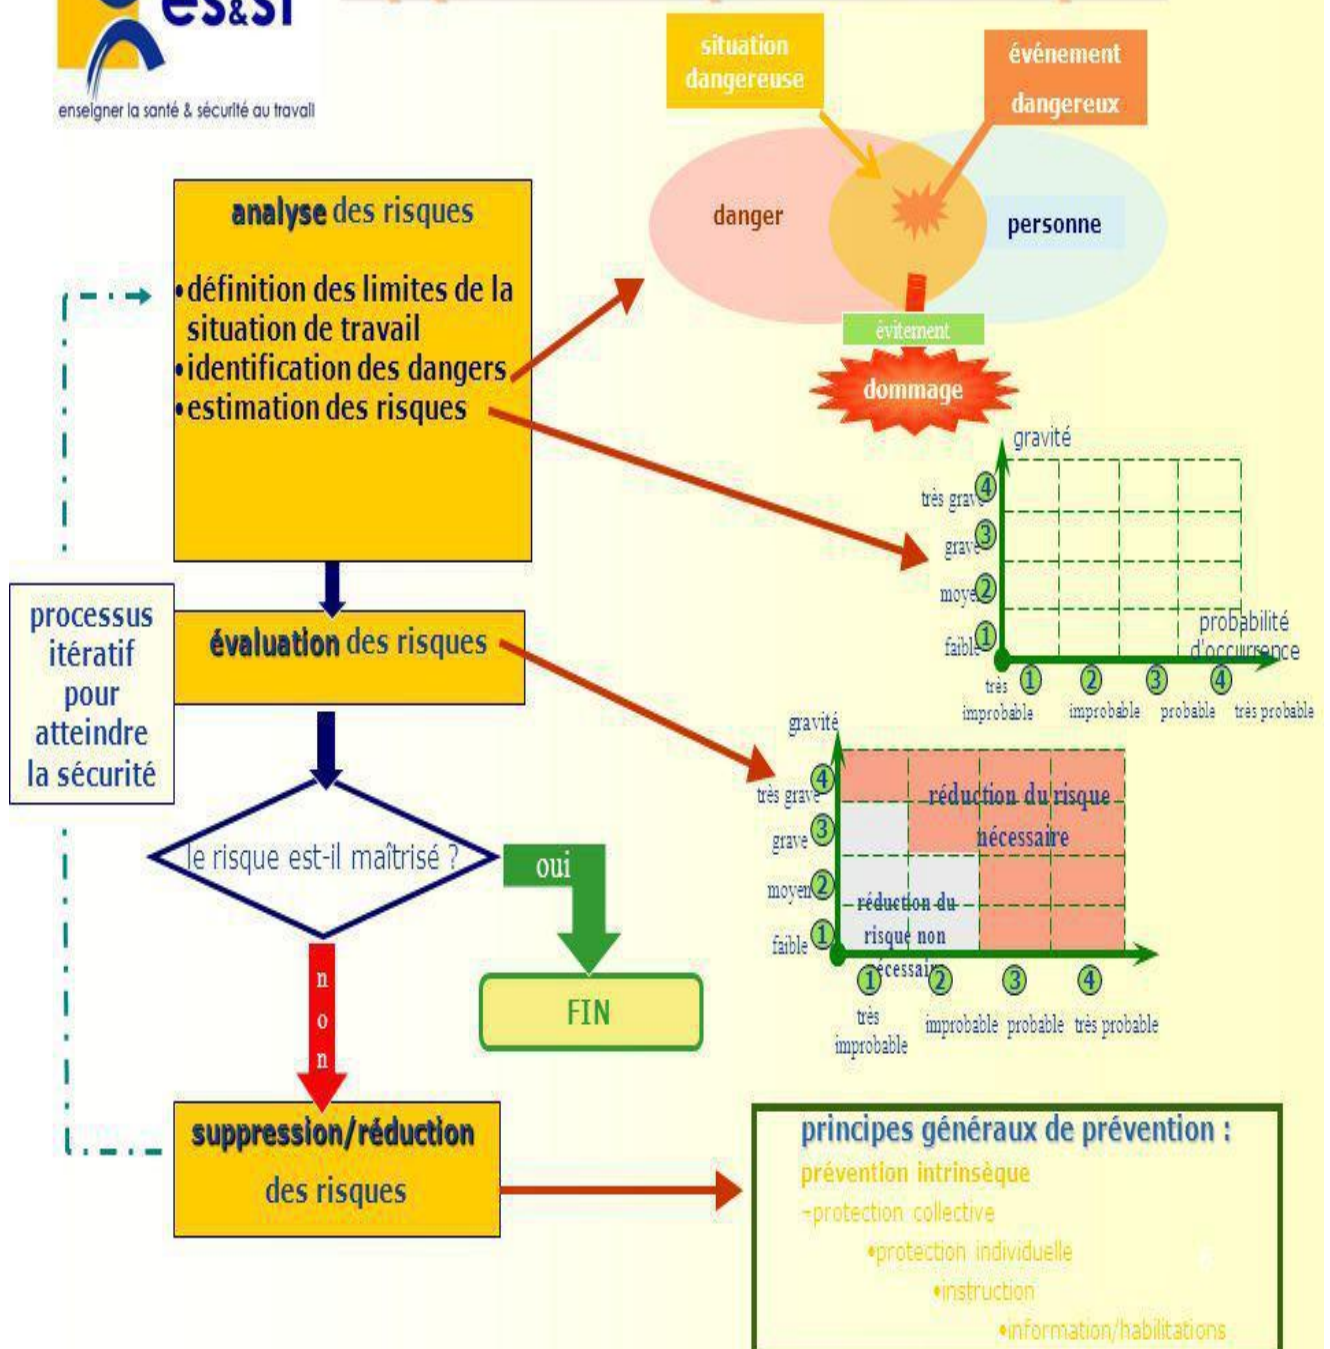 es&st
enseigner la santé & sécurité au travail
situation
dangereuse
événement
dangereux
danger
personne
évitement
dommage
analyse des risques
•définition des limites de la
situation de travail
•identification des dangers
•estimation des risques
gravité
très grave 4
grave 3
moyen 2
faible 1
probabilité
d'occurrence
1 2 3 4
très
improbable improbable probable très probable
processus
itératif
pour
atteindre
la sécurité
évaluation des risques
gravité
très grave 4
grave 3
moyen 2
faible 1
réduction du risque
nécessaire
réduction du
risque non
nécessaire
1 2 3 4
très
improbable improbable probable très probable
le risque est-il maîtrisé ?
oui
non
FIN
suppression/réduction
des risques
principes généraux de prévention :
prévention intrinsèque
-protection collective
•protection individuelle
•instruction
•information/habilitations